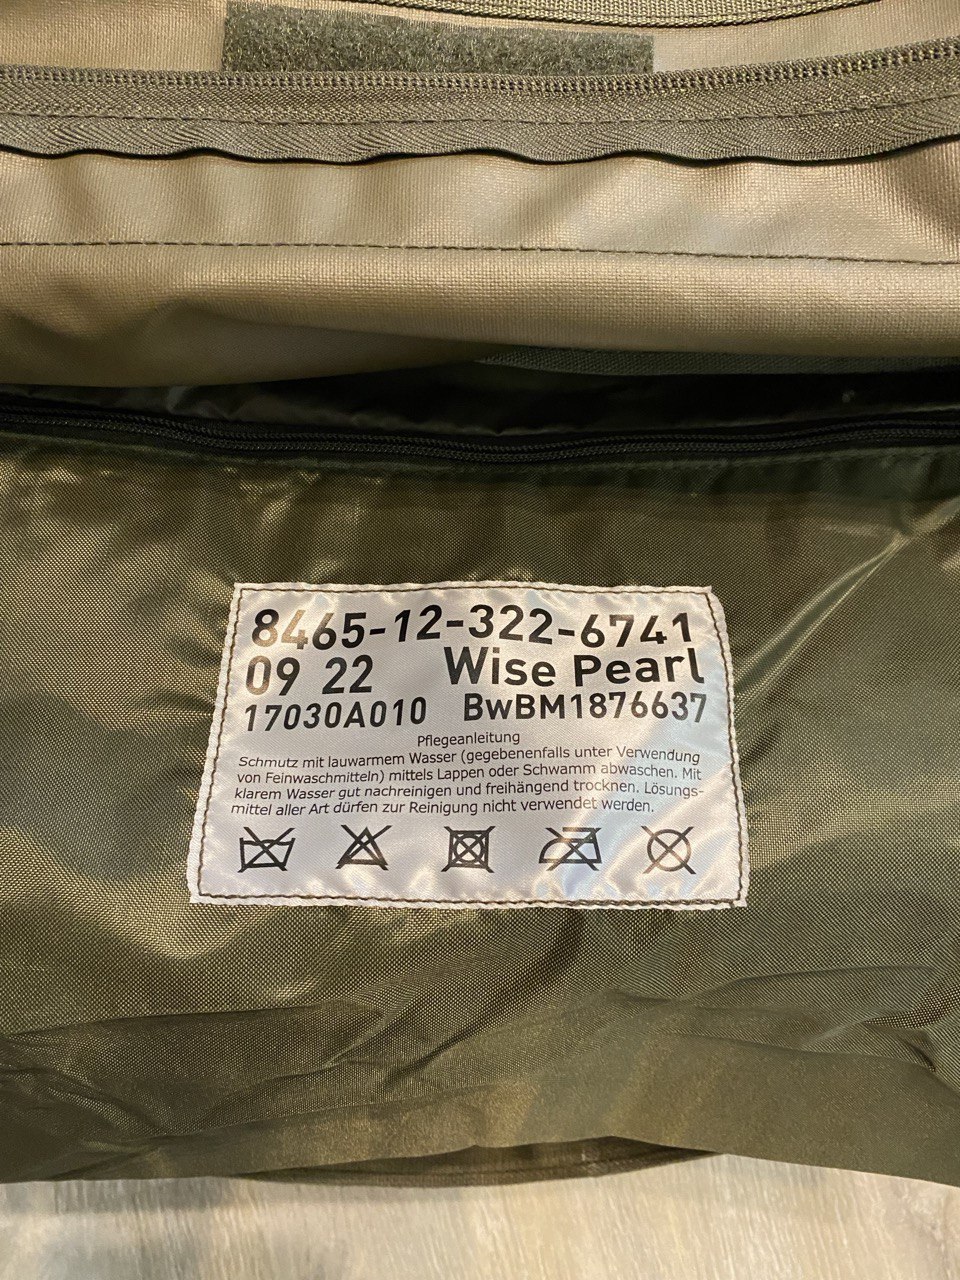 8465-12-322-6741
09 22 Wise Pearl
17030A010 BwBM1876637
Pflegeanleitung
Schmutz mit lauwarmem Wasser (gegebenenfalls unter Verwendung
von Feinwaschmitteln) mittels Lappen oder Schwamm abwaschen. Mit
klarem Wasser gut nachreinigen und freihängend trocknen. Lösungs-
mittel aller Art dürfen zur Reinigung nicht verwendet werden.